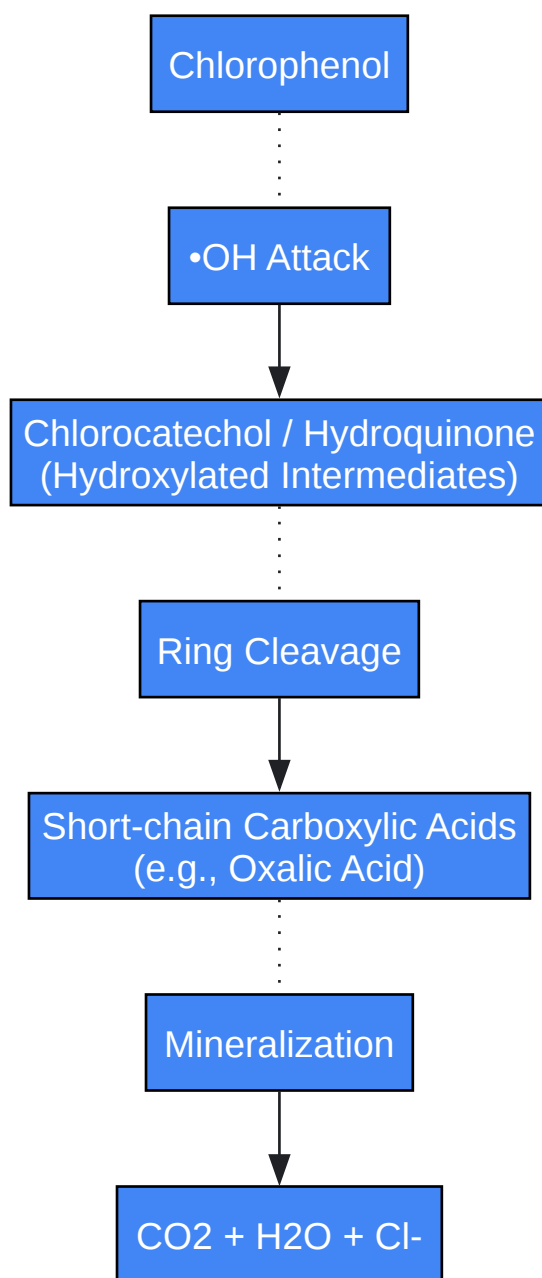 Chlorophenol
•OH Attack
Chlorocatechol / Hydroquinone
(Hydroxylated Intermediates)
Ring Cleavage
Short-chain Carboxylic Acids
(e.g., Oxalic Acid)
Mineralization
CO2 + H2O + Cl-